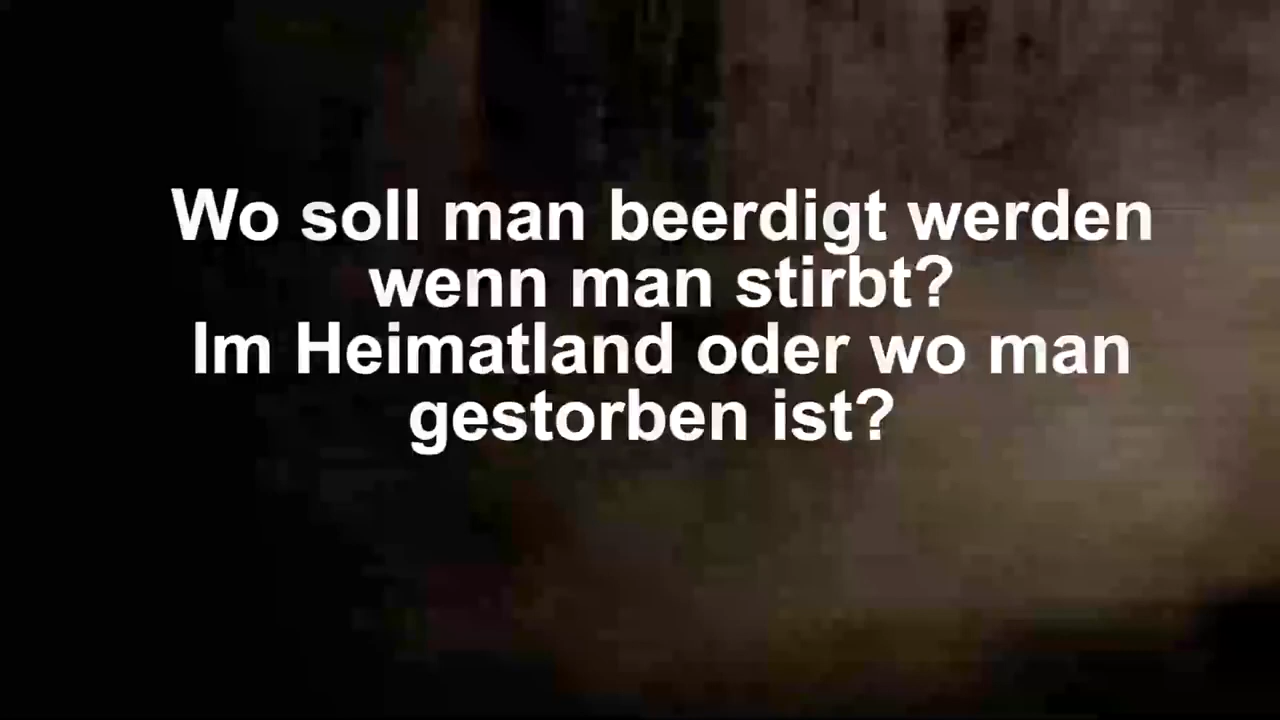 Wo soll man beerdigt werden
wenn man stirbt?
Im Heimatland oder wo man
gestorben ist?